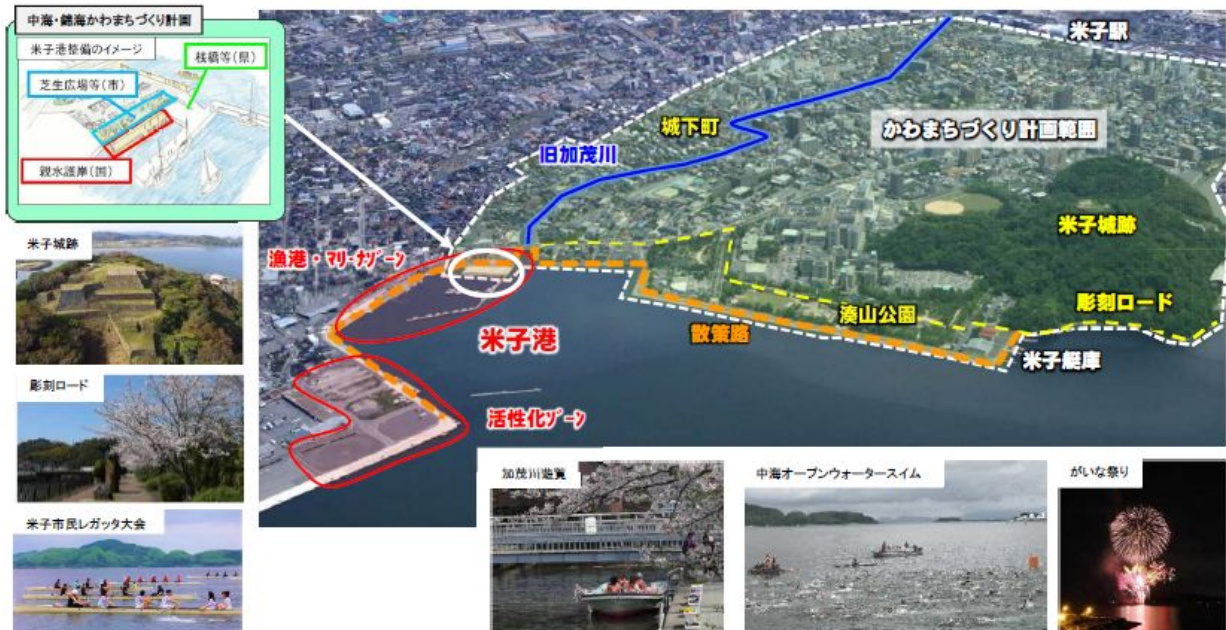 中海・錦海かわまちづくり計画
米子港整備のイメージ
桟橋等(県)
芝生広場等(市)
親水護岸(国)
米子駅
かわまちづくり計画範囲
城下町
旧加茂川
米子城跡
漁港・マリーナゾーン
米子港
湊山公園
彫刻ロード
散策路
米子艇庫
活性化ゾーン
米子城跡
彫刻ロード
米子市民レガッタ大会
加茂川遊覧
中海オープンウォータースイム
がいな祭り